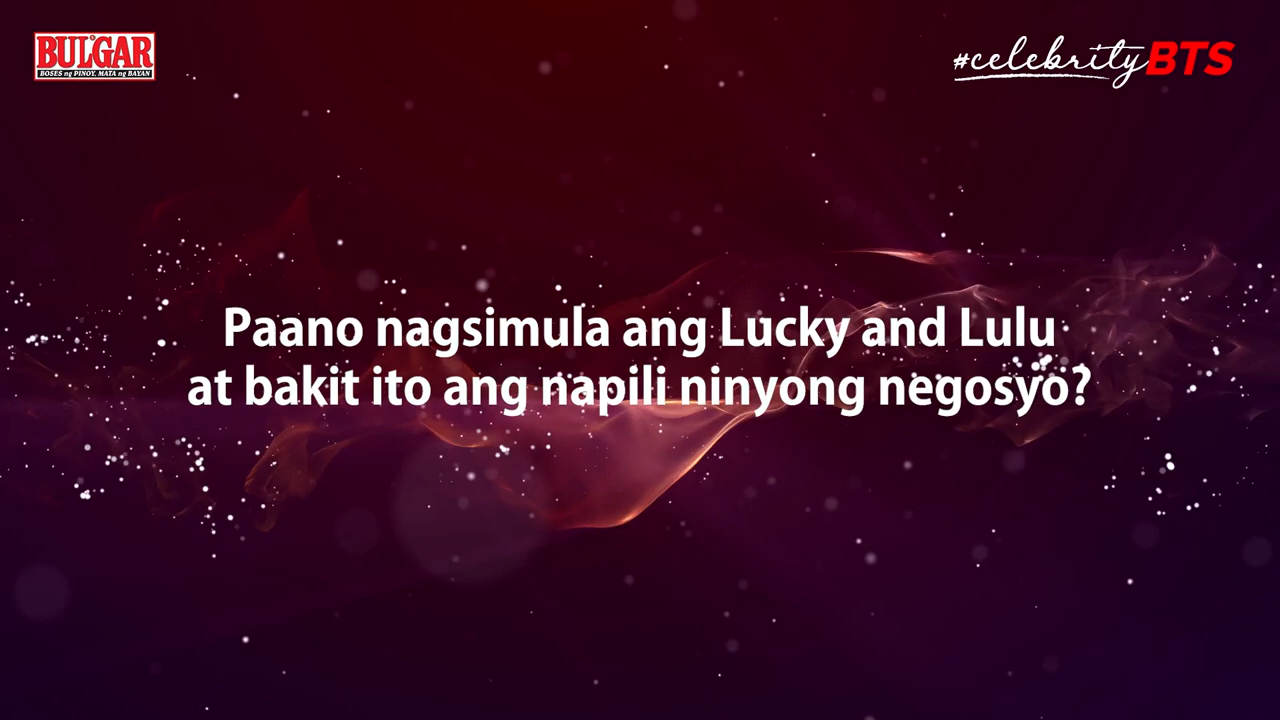 BULGAR
BOSES ng PINOY, MATA ng BAYAN
#celebrityBTS
Paano nagsimula ang Lucky and Lulu
at bakit ito ang napili ninyong negosyo?